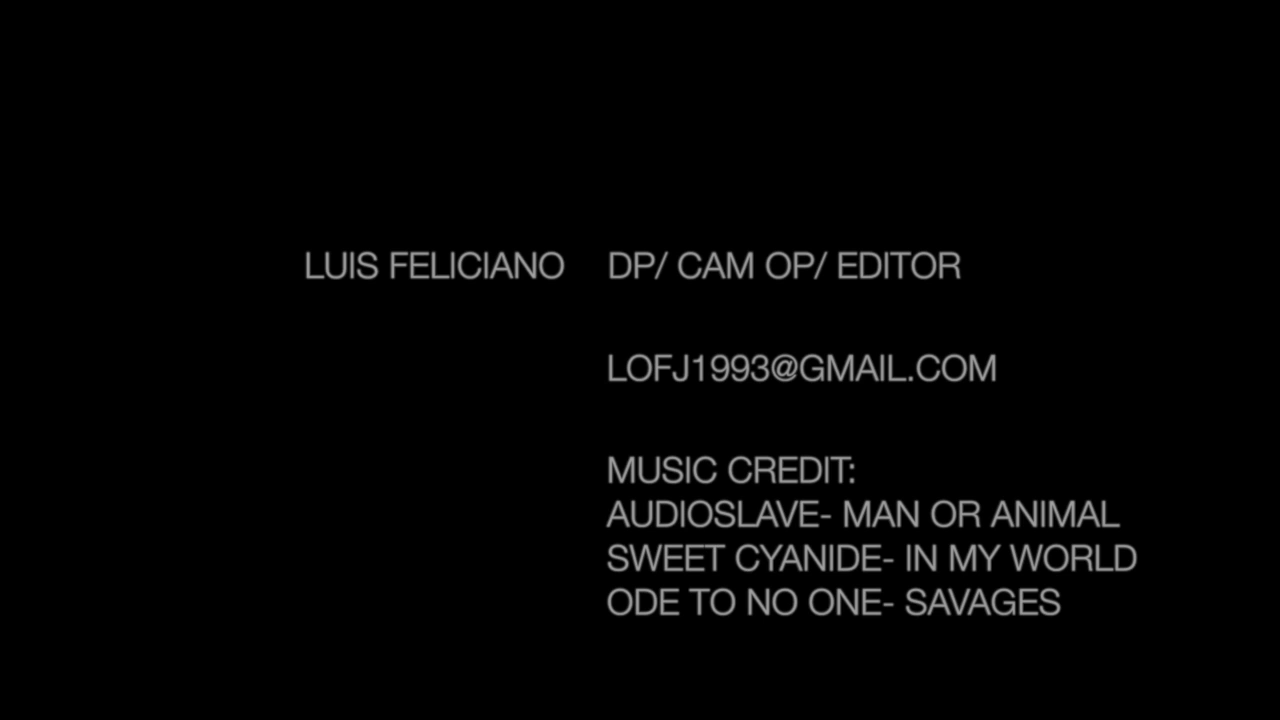 LUIS FELICIANO DP/ CAM OP/ EDITOR
LOFJ1993@GMAIL.COM
MUSIC CREDIT:
AUDIOSLAVE- MAN OR ANIMAL
SWEET CYANIDE- IN MY WORLD
ODE TO NO ONE- SAVAGES